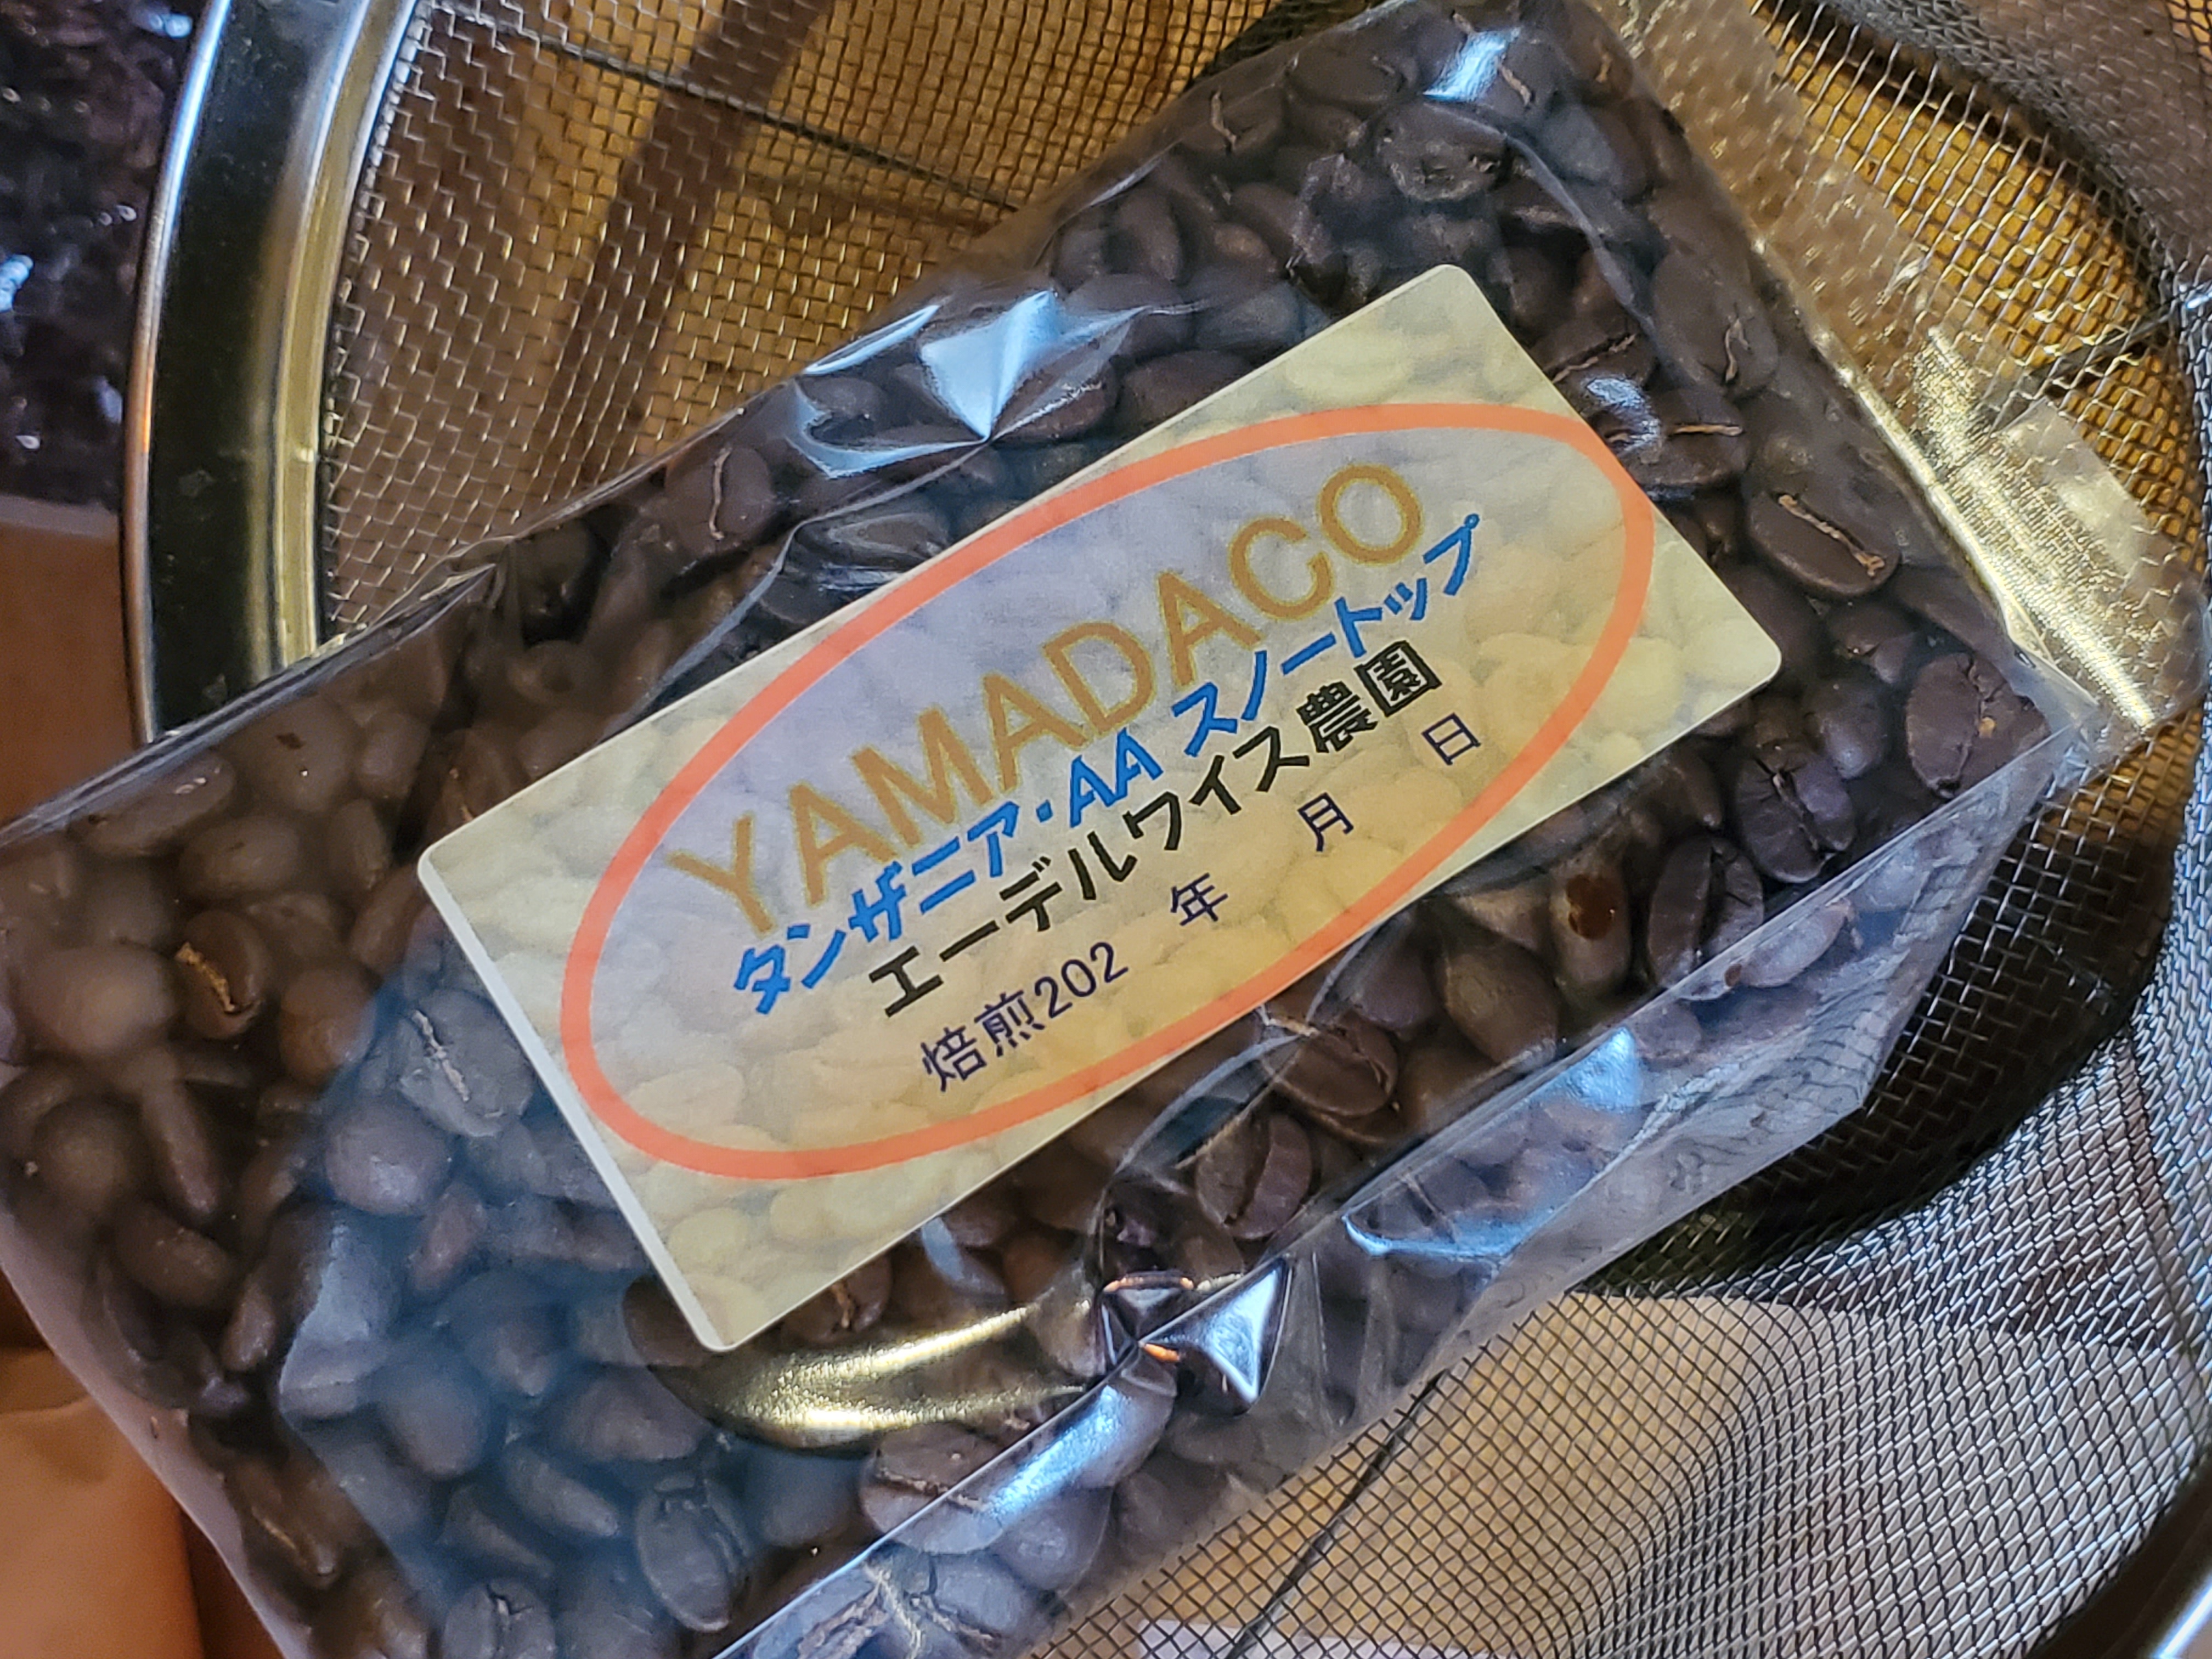 YAMADACO
タンザニア・AA スノートップ
エーデルワイス農園
焙煎202 年 月 日